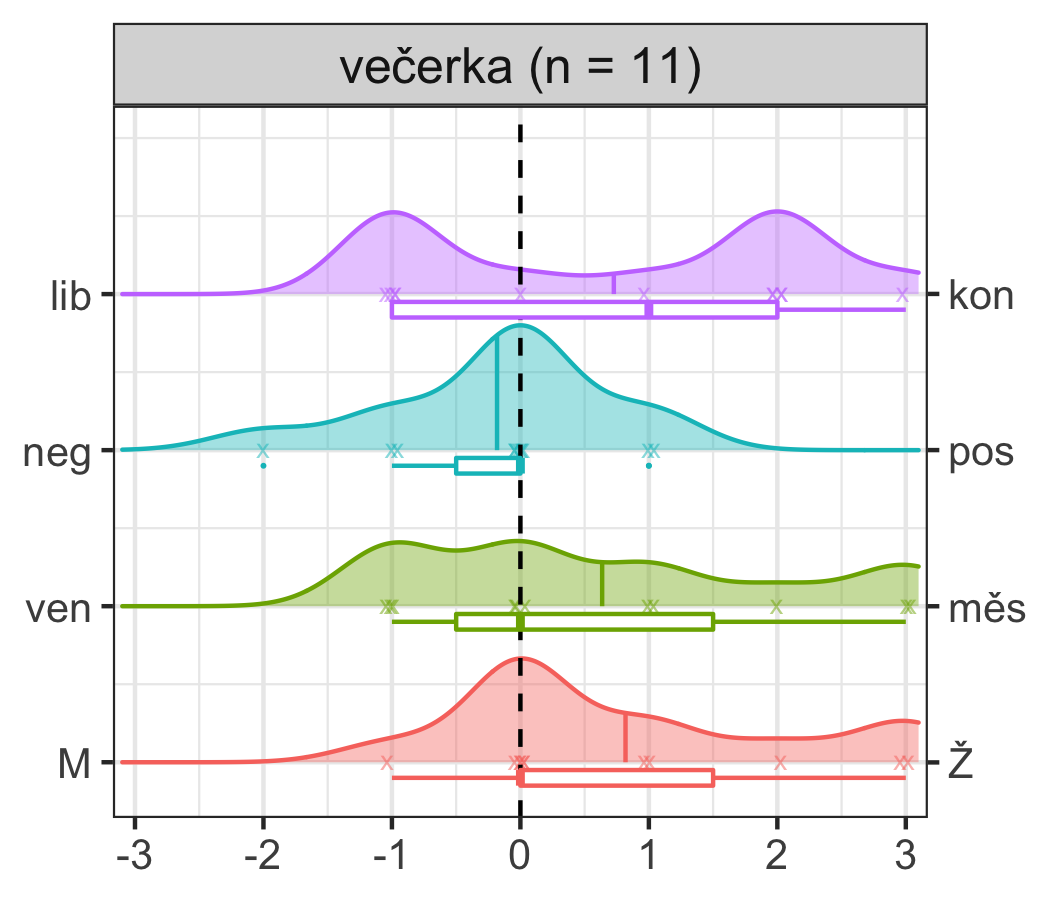 večerka (n = 11)
lib kon
neg pos
ven měs
M Ž
-3 -2 -1 0 1 2 3